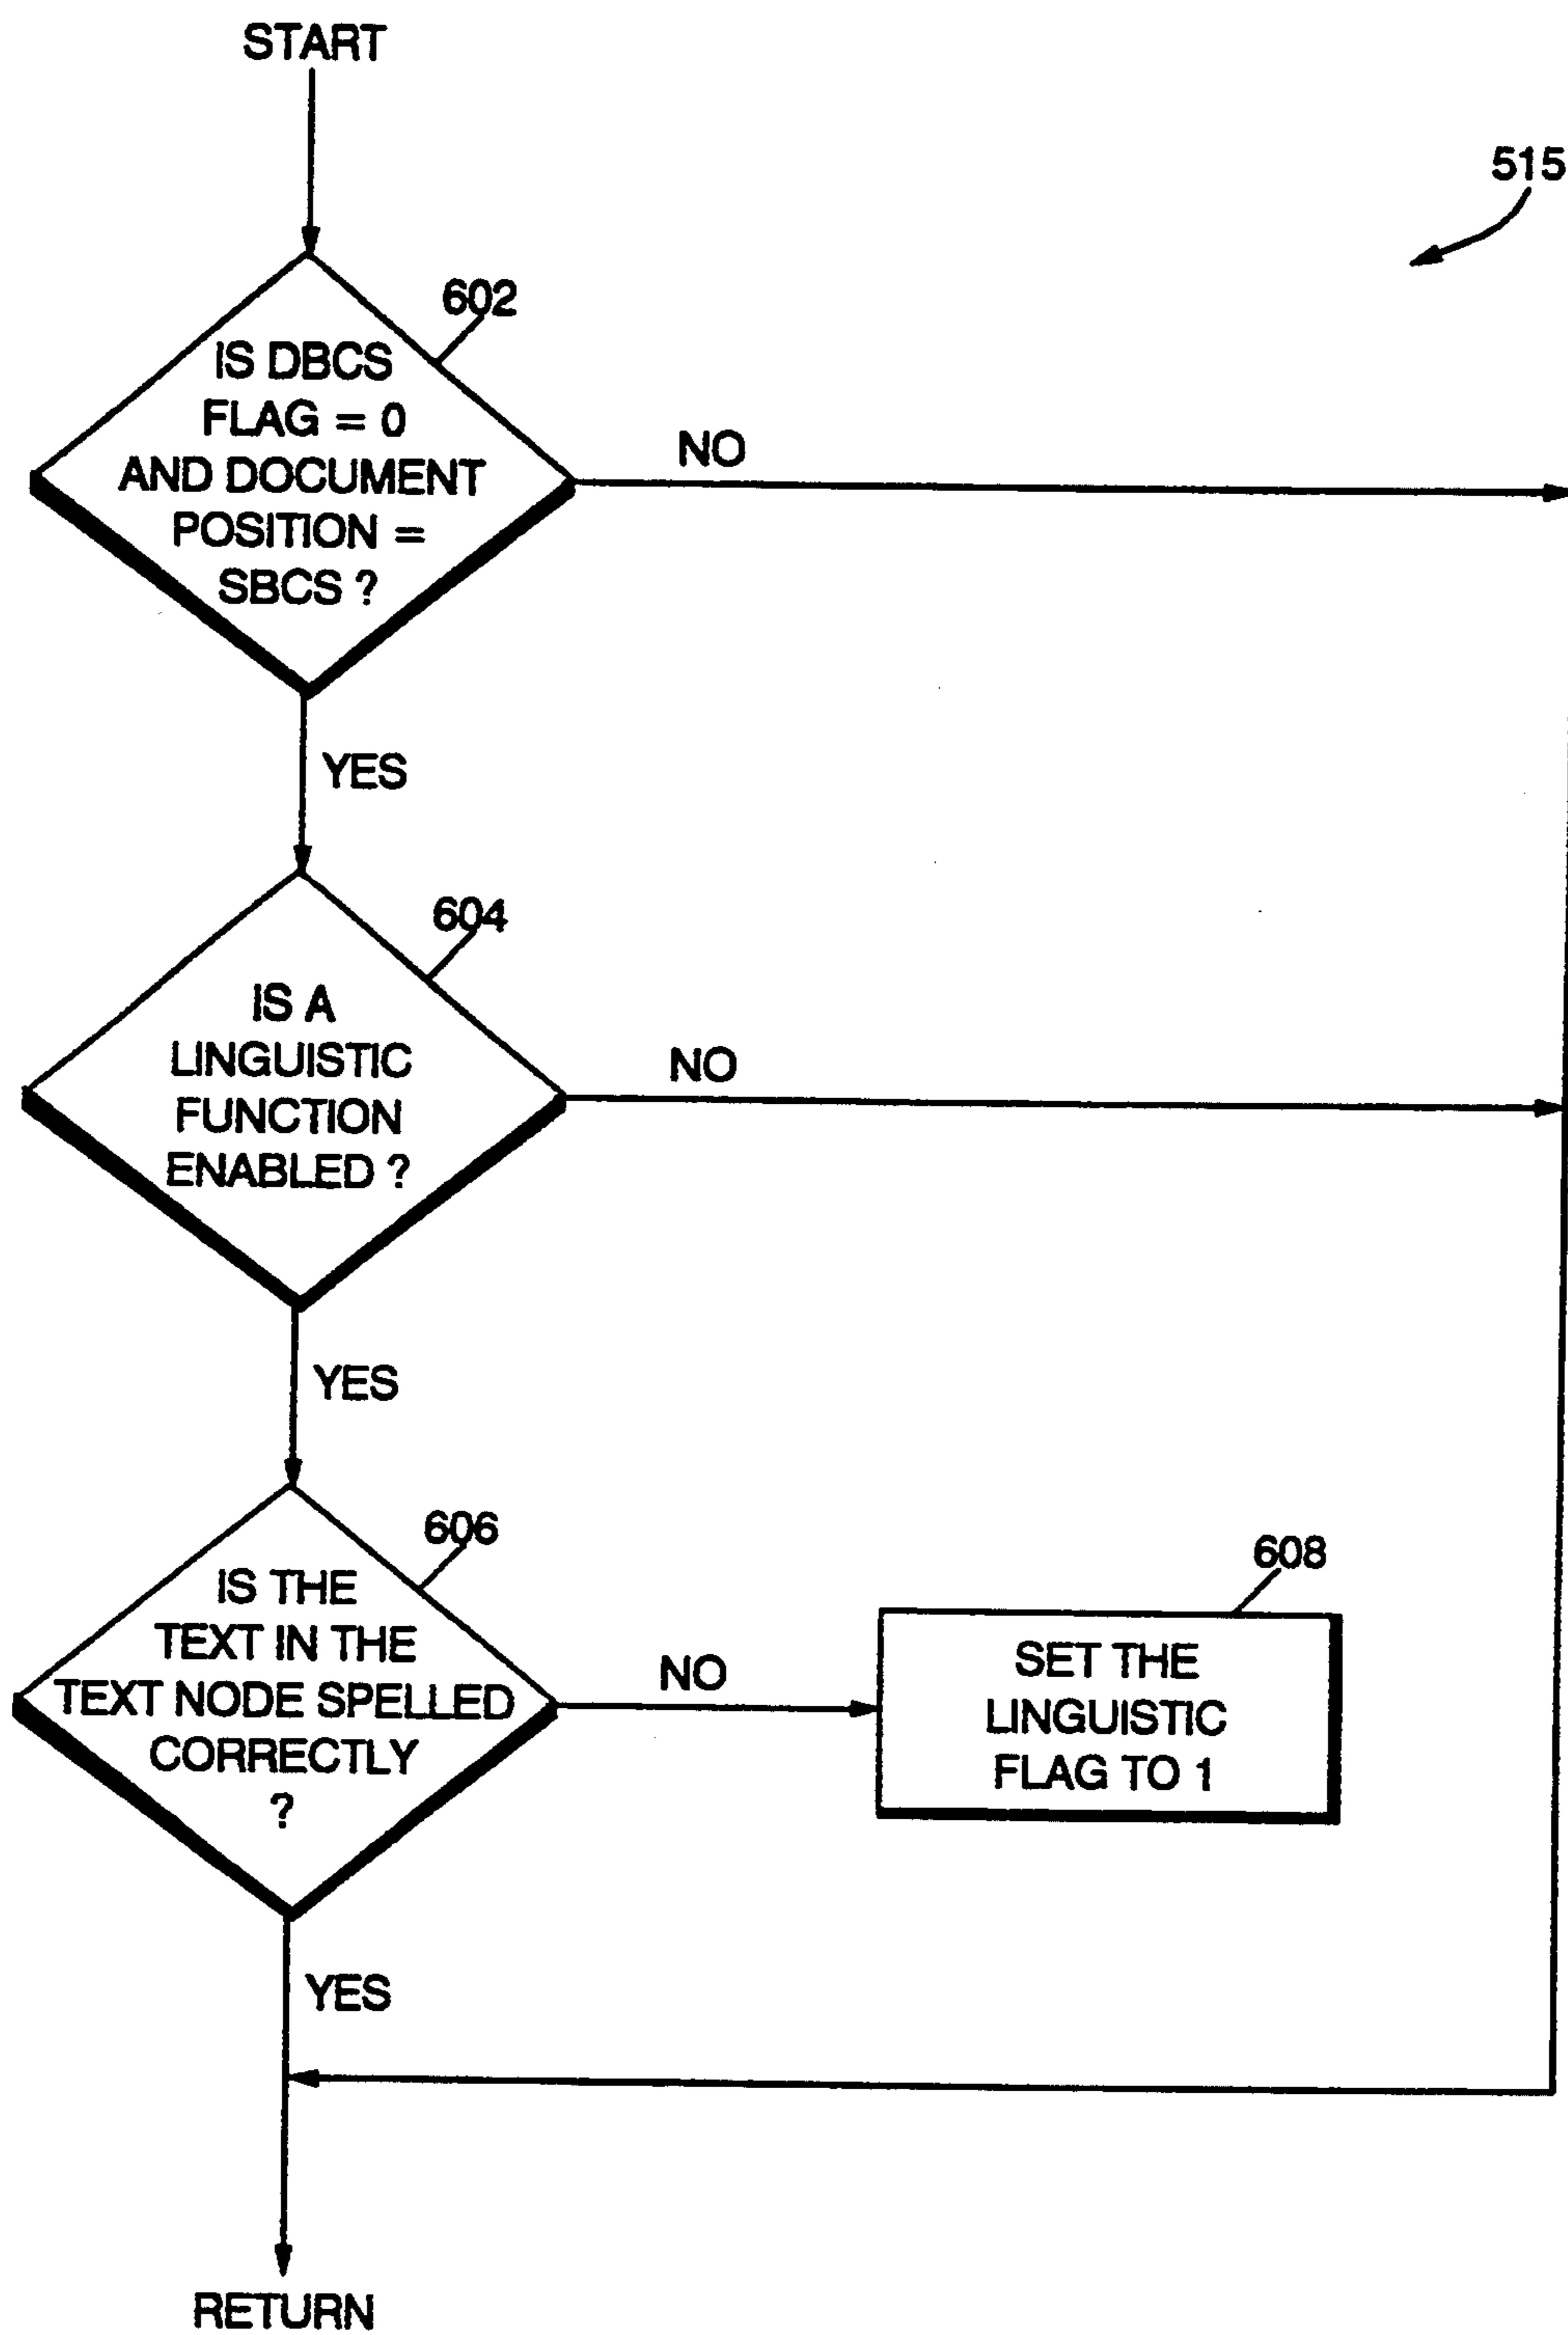 START
515
602
IS DBCS
FLAG = 0
AND DOCUMENT
POSITION =
SBCS ?
NO
YES
604
IS A
LINGUISTIC
FUNCTION
ENABLED ?
NO
YES
606
IS THE
TEXT IN THE
TEXT NODE SPELLED
CORRECTLY
?
NO
608
SET THE
LINGUISTIC
FLAG TO 1
YES
RETURN